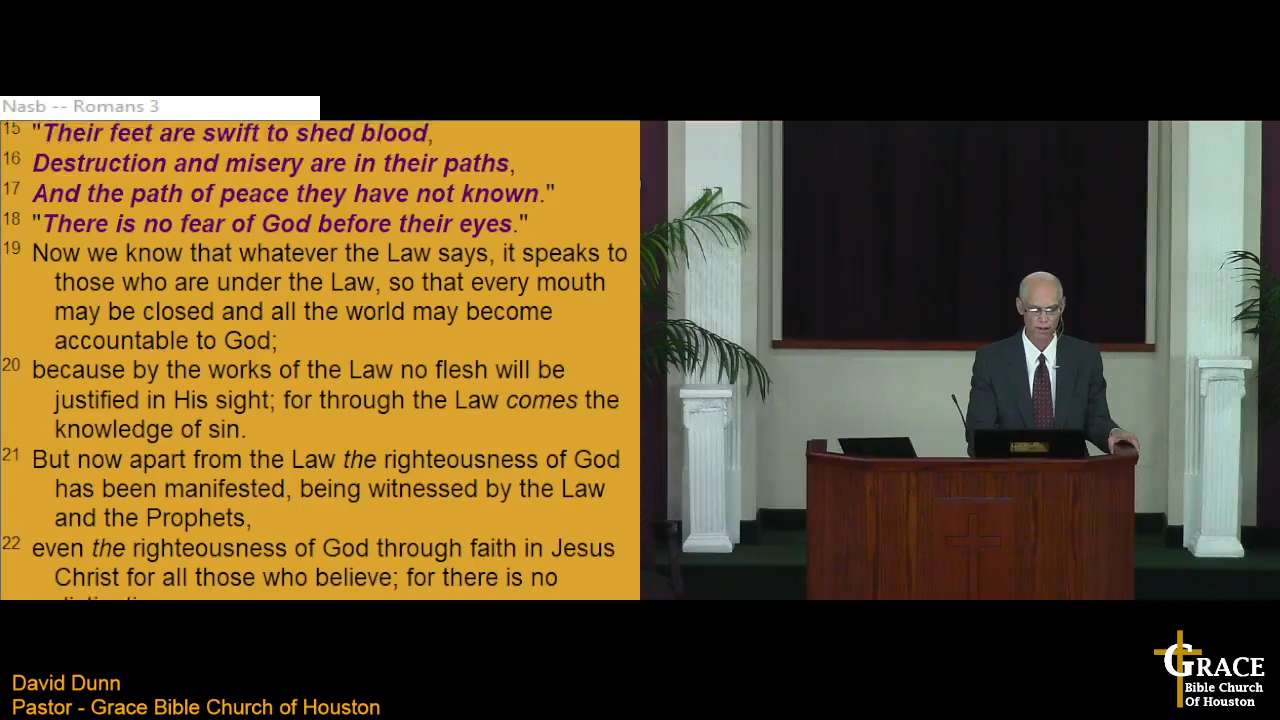 Nasb -- Romans 3
15 "Their feet are swift to shed blood,
16 Destruction and misery are in their paths,
17 And the path of peace they have not known."
18 "There is no fear of God before their eyes."
19 Now we know that whatever the Law says, it speaks to
those who are under the Law, so that every mouth
may be closed and all the world may become
accountable to God;
20 because by the works of the Law no flesh will be
justified in His sight; for through the Law comes the
knowledge of sin.
21 But now apart from the Law the righteousness of God
has been manifested, being witnessed by the Law
and the Prophets,
22 even the righteousness of God through faith in Jesus
Christ for all those who believe; for there is no
David Dunn
Pastor - Grace Bible Church of Houston
GRACE
Bible Church
Of Houston